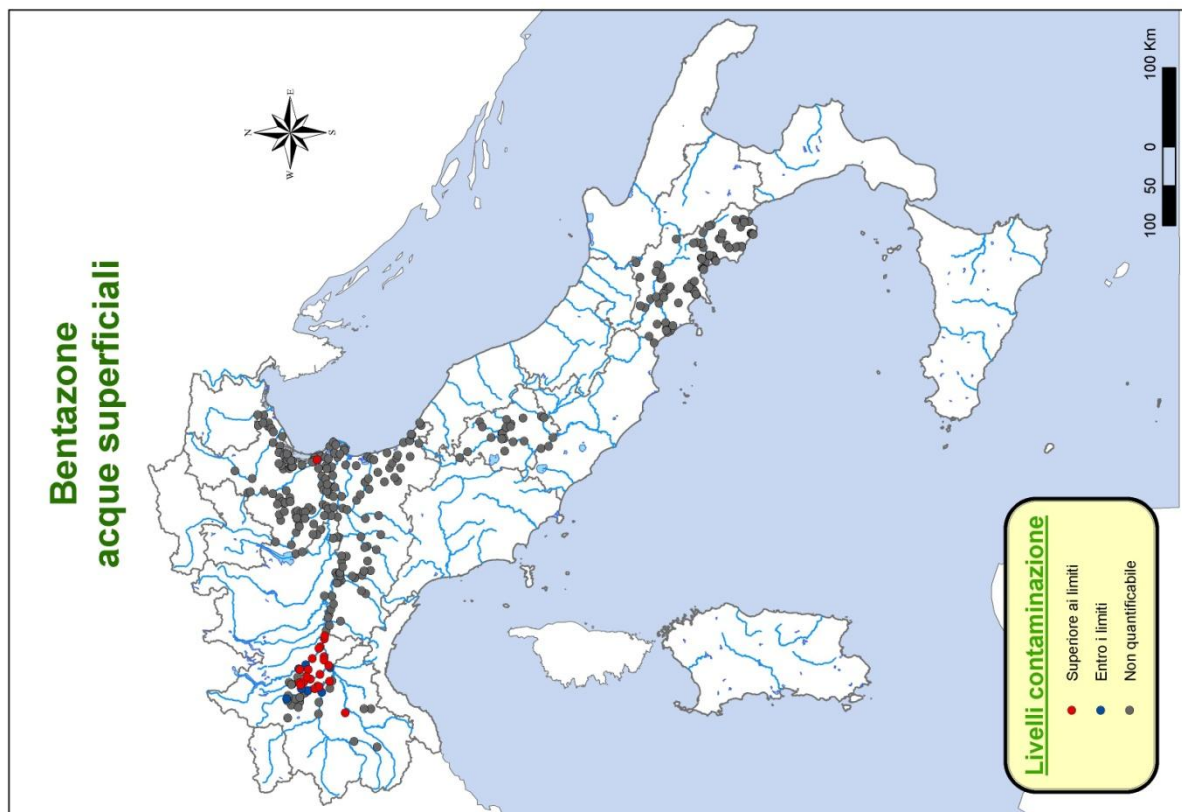 Bentazone
acque superficiali
N
W
E
S
Livelli contaminazione
Superiore ai limiti
Entro i limiti
Non quantificabile
100 50 0 100 Km